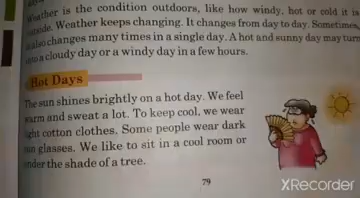 Weather is the condition outdoors, like how windy, hot or cold it is
outside. Weather keeps changing. It changes from day to day. Sometimes,
it also changes many times in a single day. A hot and sunny day may turn
into a cloudy day or a windy day in a few hours.
Hot Days
The sun shines brightly on a hot day. We feel
warm and sweat a lot. To keep cool, we wear
light cotton clothes. Some people wear dark
sun glasses. We like to sit in a cool room or
under the shade of a tree.
79
XRecorder